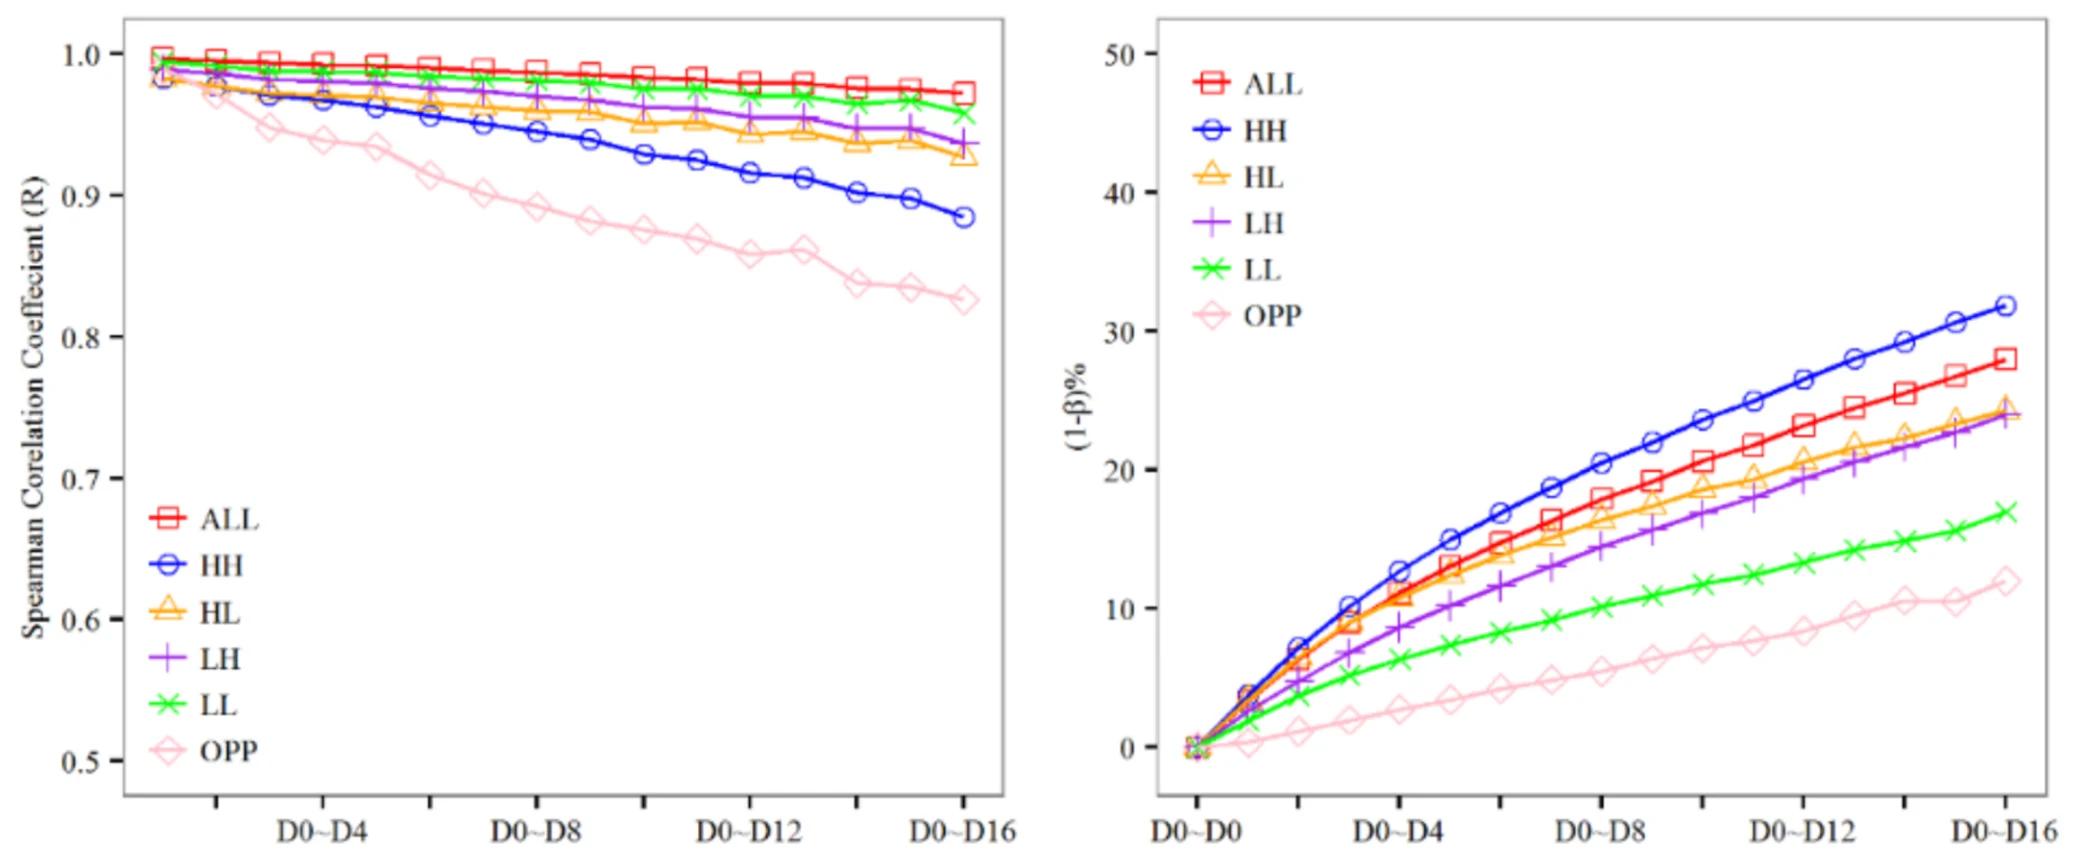 1.0
0.9
0.8
0.7
0.6
0.5
Spearman Corelation Coeffecient (R)
ALL
HH
HL
LH
LL
OPP
D0~D4
D0~D8
D0~D12
D0~D16
50
40
30
20
10
0
(1-β)%
ALL
HH
HL
LH
LL
OPP
D0~D0
D0~D4
D0~D8
D0~D12
D0~D16